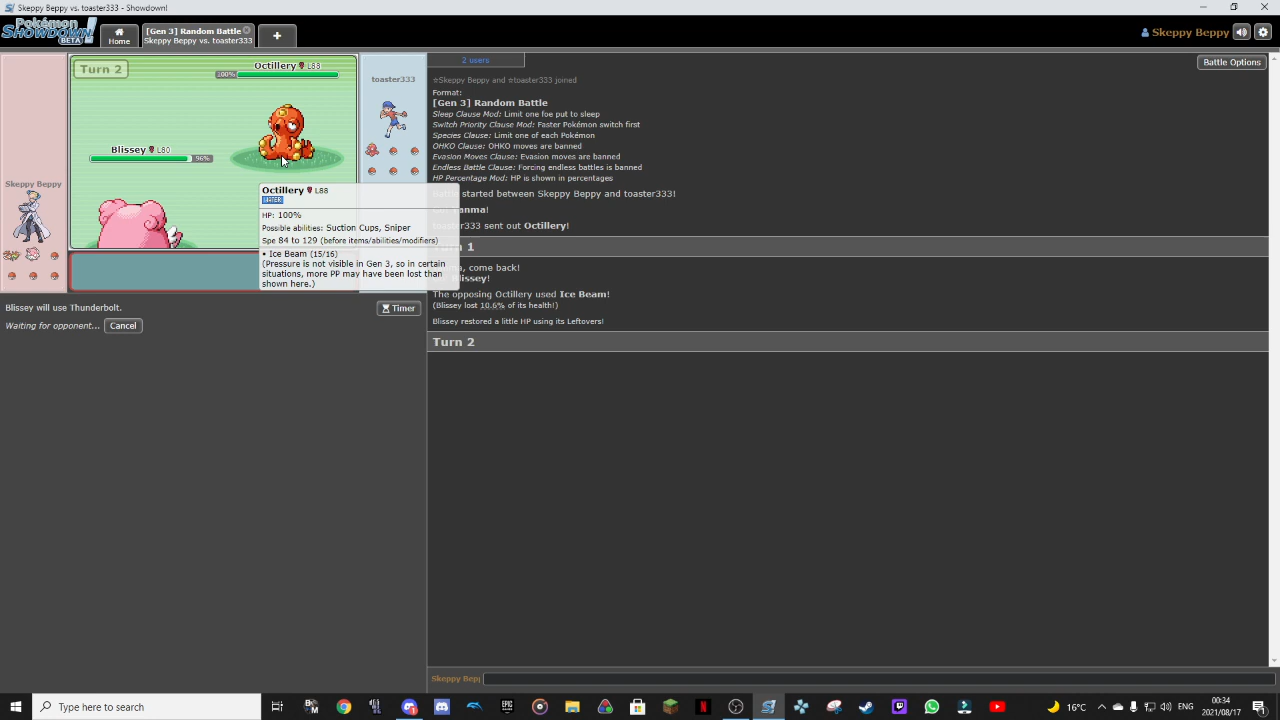 Skeppy Beppy vs. toaster333 - Showdown!
Pokémon
SHOWDOWN!
BETA
Home
[Gen 3] Random Battle
Skeppy Beppy vs. toaster333
Skeppy Beppy
Turn 2
Octillery L88
100%
Blissey L80
96%
Skeppy Beppy
toaster333
Octillery L88
WATER
HP: 100%
Possible abilities: Suction Cups, Sniper
Spe 84 to 129 (before items/abilities/modifiers)
• Ice Beam (15/16)
(Pressure is not visible in Gen 3, so in certain
situations, more PP may have been lost than
shown here.)
Blissey will use Thunderbolt.
Timer
Waiting for opponent...
Cancel
2 users
Battle Options
☆Skeppy Beppy and ☆toaster333 joined
Format:
[Gen 3] Random Battle
Sleep Clause Mod: Limit one foe put to sleep
Switch Priority Clause Mod: Faster Pokémon switch first
Species Clause: Limit one of each Pokémon
OHKO Clause: OHKO moves are banned
Evasion Moves Clause: Evasion moves are banned
Endless Battle Clause: Forcing endless battles is banned
HP Percentage Mod: HP is shown in percentages
started between Skeppy Beppy and toaster333!
sent out Octillery!
1
, come back!
The opposing Octillery used Ice Beam!
(Blissey lost 10.6% of its health!)
Blissey restored a little HP using its Leftovers!
Turn 2
Type here to search
16°C
ENG
00:34
2021/08/17